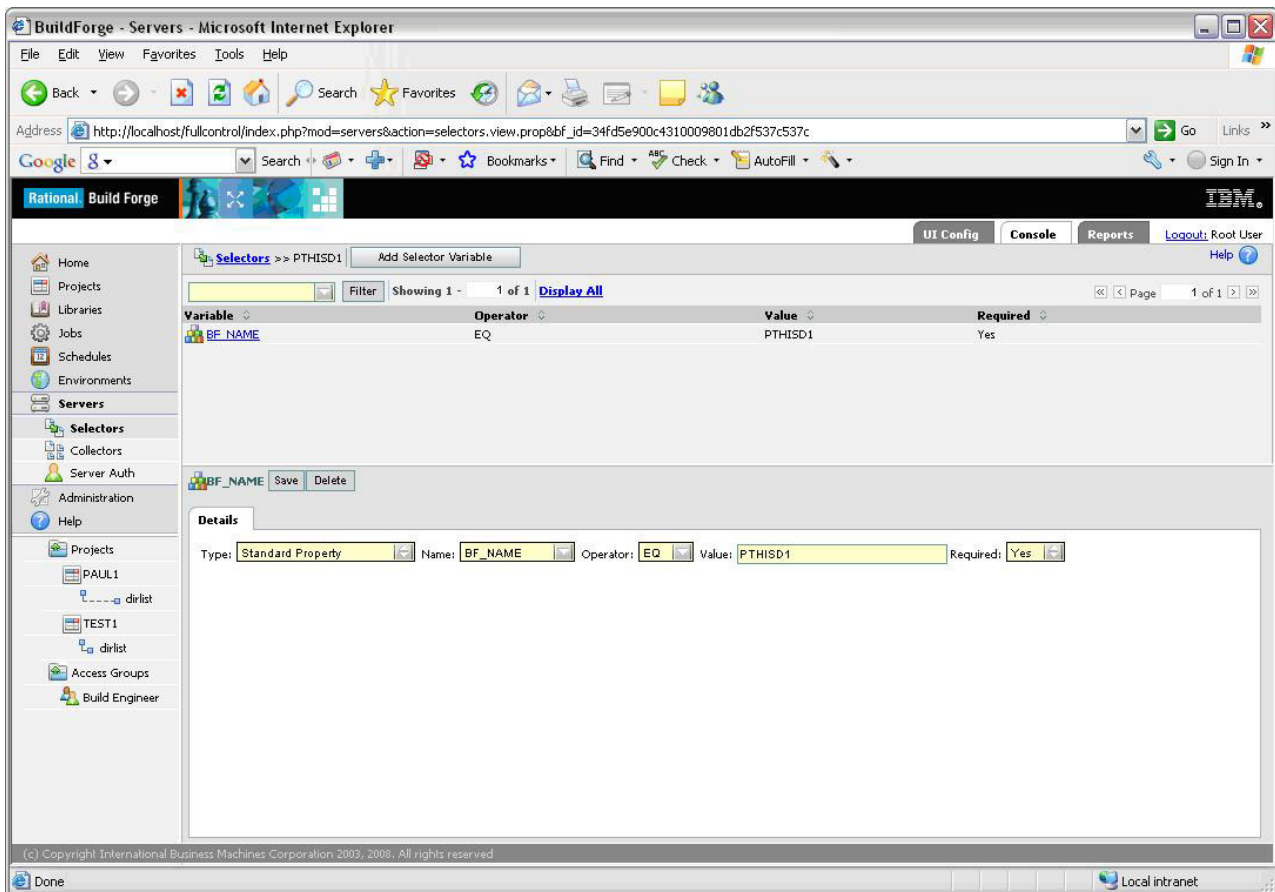 BuildForge - Servers - Microsoft Internet Explorer
File Edit View Favorites Tools Help
Back Search Favorites
Address http://localhost/fullcontrol/index.php?mod=servers&action=selectors.view.prop&bf_id=34fd5e900c4310009801db2f537c537c Go Links »
Google Search Bookmarks Find ABC Check AutoFill Sign In
Rational. Build Forge IBM.
UI Config Console Reports Logout: Root User
Home Selectors >> PTHISD1 Add Selector Variable Help ?
Projects Filter Showing 1 - 1 of 1 Display All Page 1 of 1
Libraries Variable Operator Value Required
Jobs BF_NAME EQ PTHISD1 Yes
Schedules
Environments
Servers
Selectors
Collectors
Server Auth BF_NAME Save Delete
Administration
Help Details
Projects Type: Standard Property Name: BF_NAME Operator: EQ Value: PTHISD1 Required: Yes
PAUL1
dirlist
TEST1
dirlist
Access Groups
Build Engineer
(c) Copyright International Business Machines Corporation 2003, 2008. All rights reserved
Done Local intranet